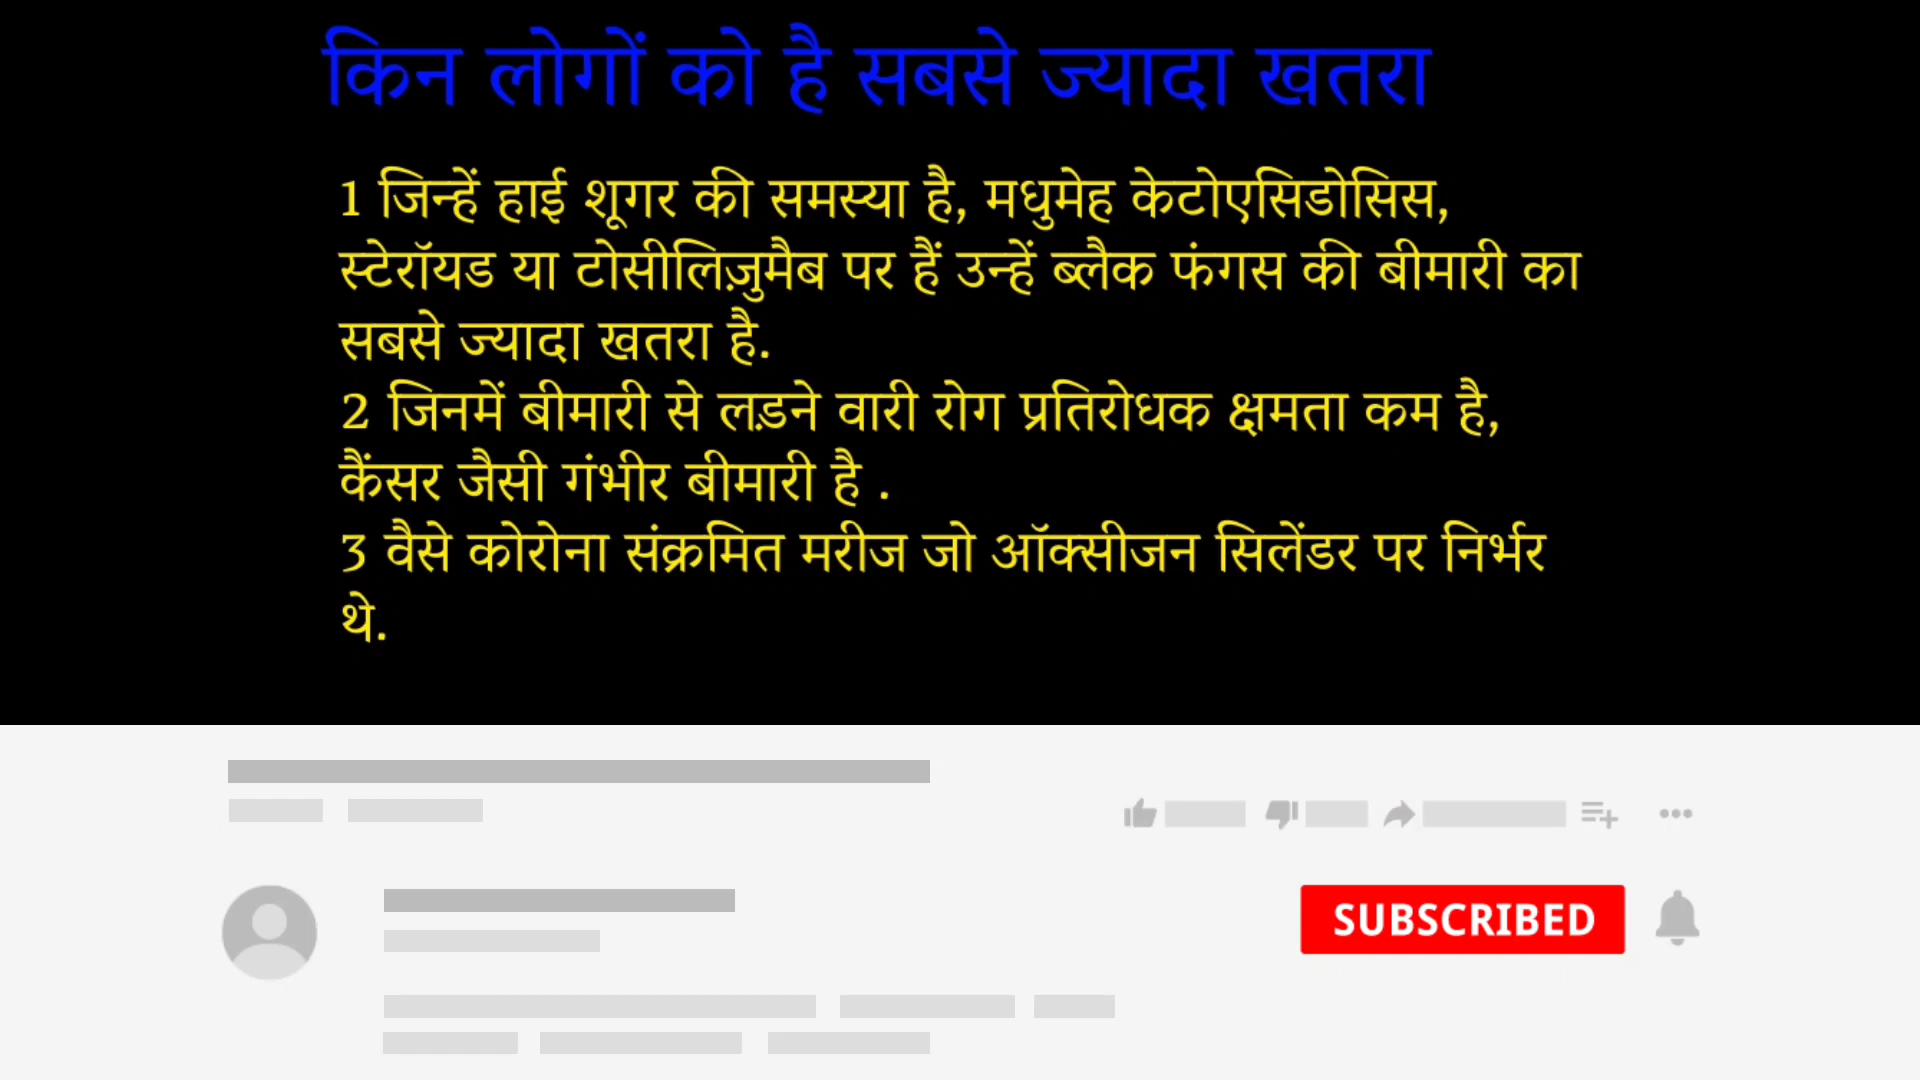 किन लोगों को है सबसे ज्यादा खतरा
1 जिन्हें हाई शूगर की समस्या है, मधुमेह केटोएसिडोसिस,
स्टेरॉयड या टोसीलिज़ुमैब पर हैं उन्हें ब्लैक फंगस की बीमारी का
सबसे ज्यादा खतरा है.
2 जिनमें बीमारी से लड़ने वारी रोग प्रतिरोधक क्षमता कम है,
कैंसर जैसी गंभीर बीमारी है .
3 वैसे कोरोना संक्रमित मरीज जो ऑक्सीजन सिलेंडर पर निर्भर
थे.
SUBSCRIBED